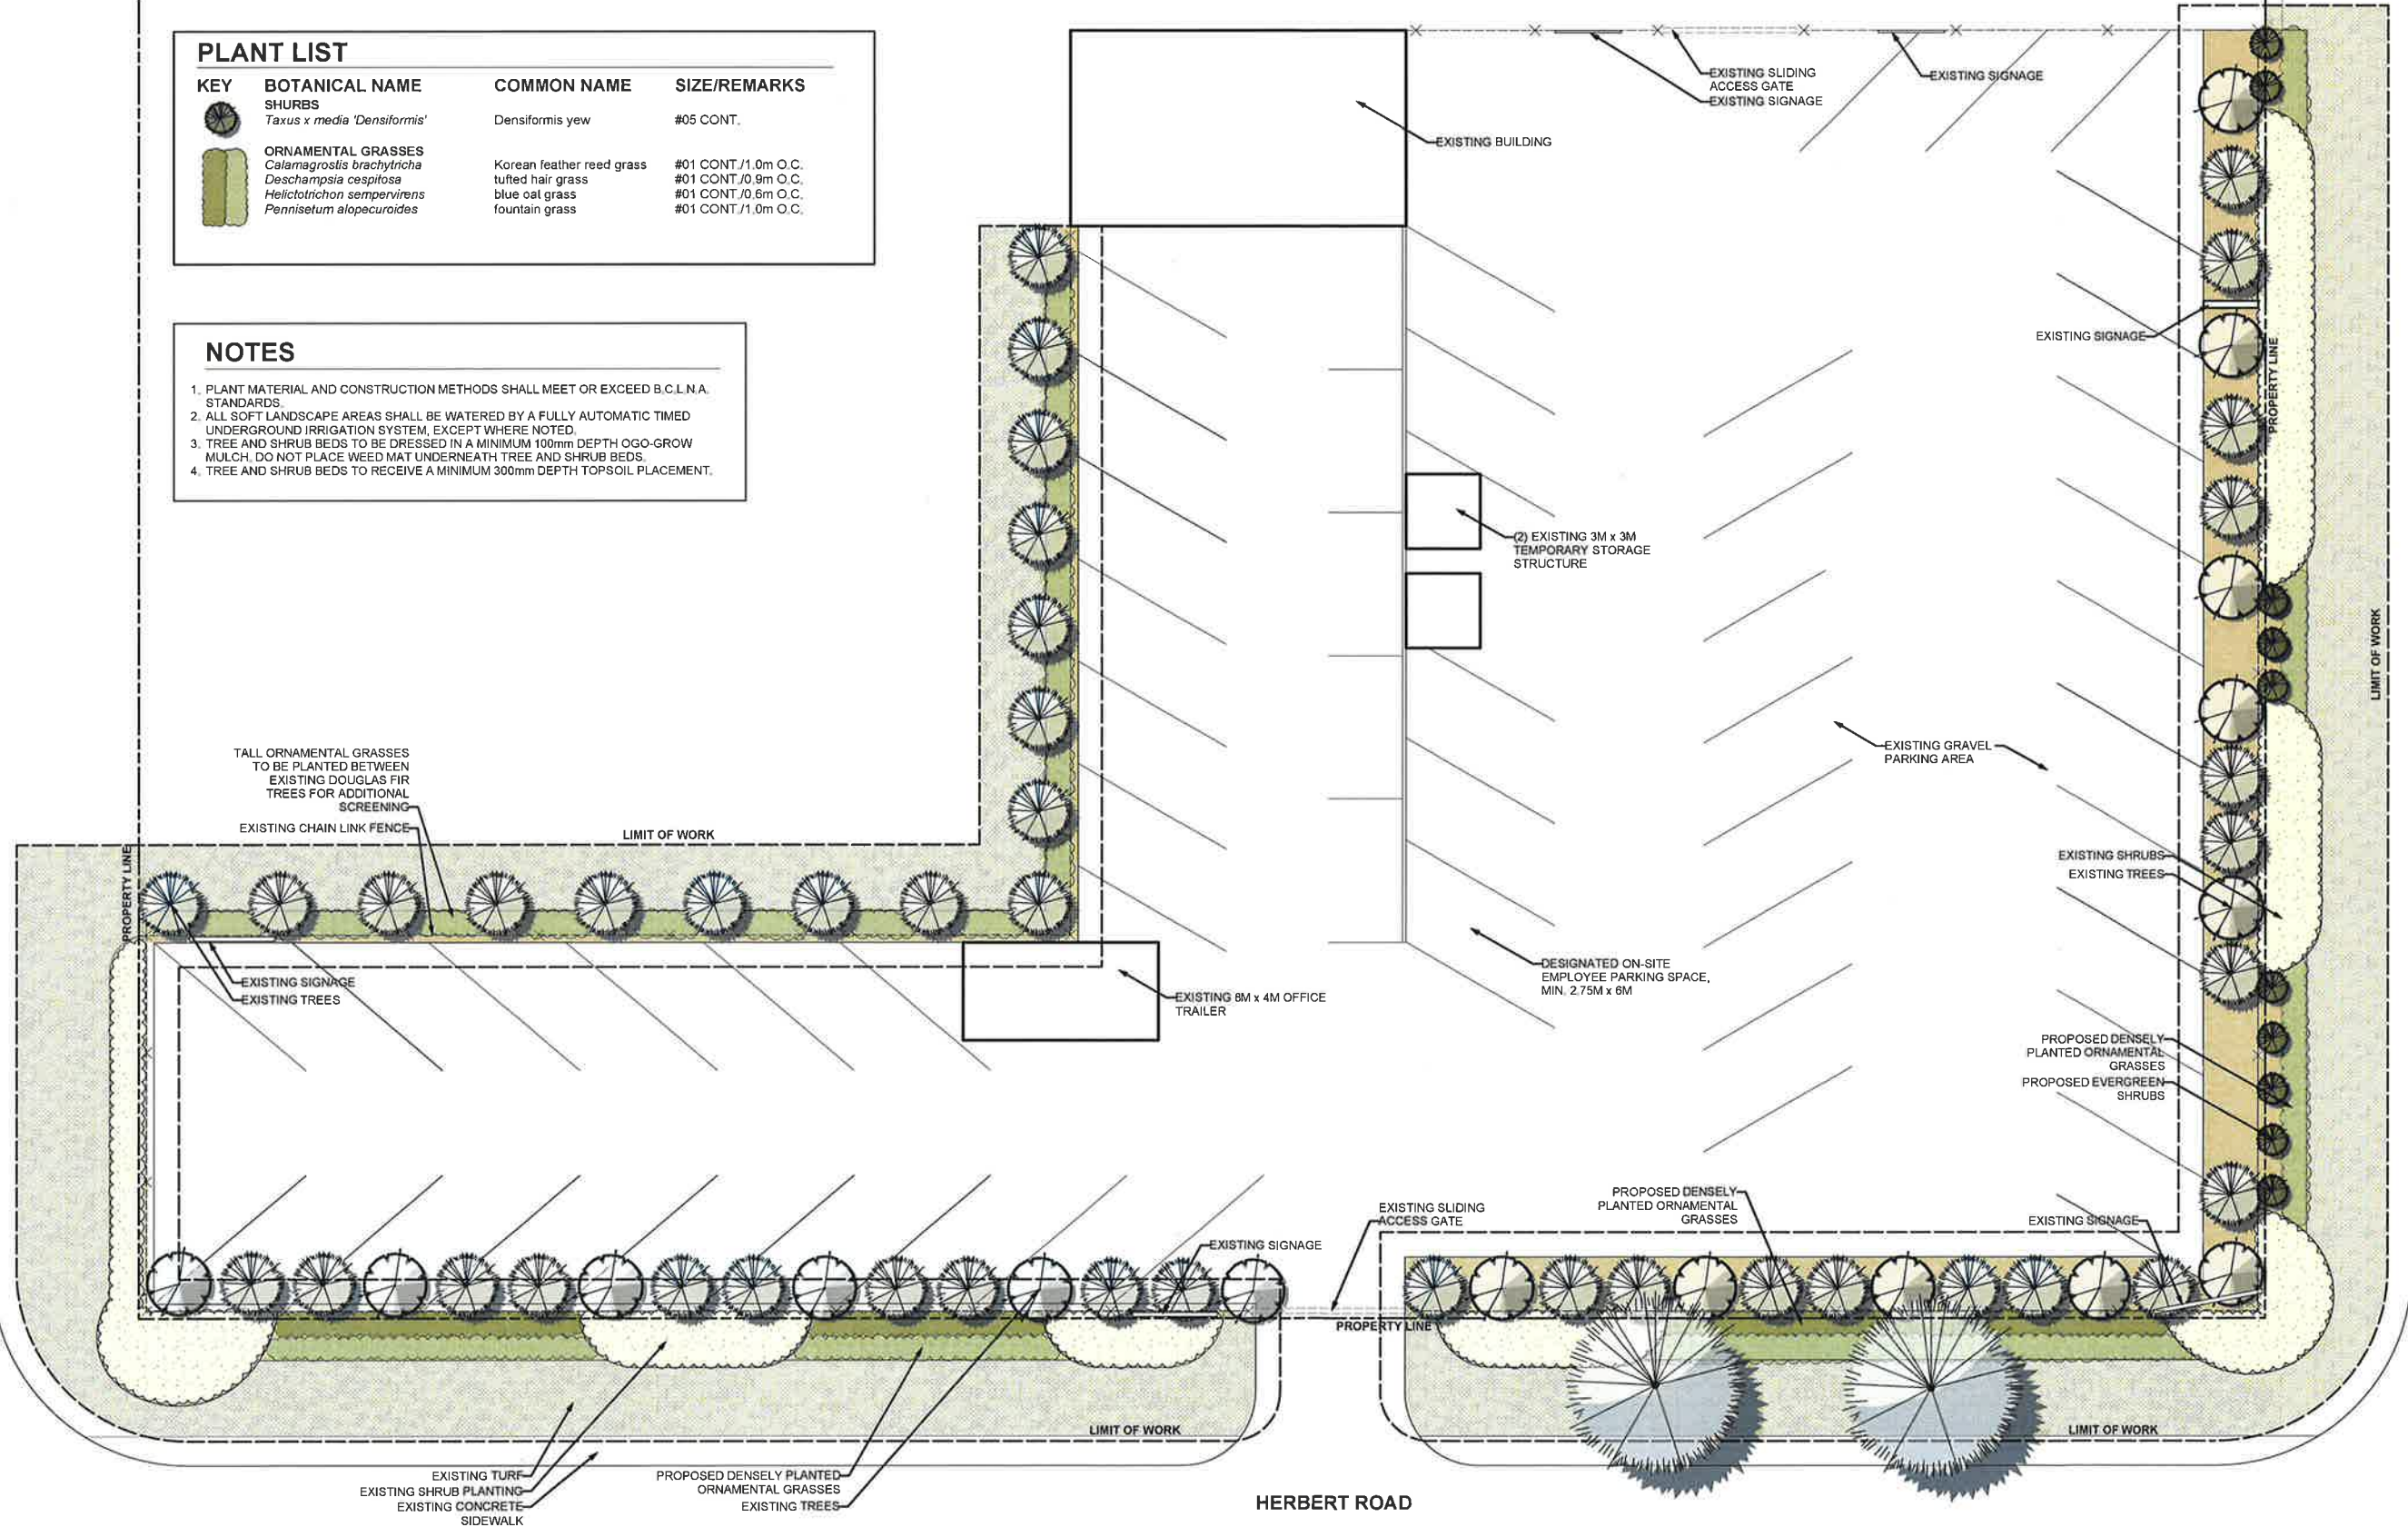 PLANT LIST
KEY BOTANICAL NAME COMMON NAME SIZE/REMARKS
SHURBS
Taxus x media 'Densiformis' Densiformis yew #05 CONT.
ORNAMENTAL GRASSES
Calamagrostis brachytricha Korean feather reed grass #01 CONT./1.0m O.C.
Deschampsia cespitosa tufted hair grass #01 CONT./0.9m O.C.
Helictotrichon sempervirens blue oat grass #01 CONT./0.6m O.C.
Pennisetum alopecuroides fountain grass #01 CONT./1.0m O.C.
NOTES
1. PLANT MATERIAL AND CONSTRUCTION METHODS SHALL MEET OR EXCEED B.C.L.N.A.
STANDARDS.
2. ALL SOFT LANDSCAPE AREAS SHALL BE WATERED BY A FULLY AUTOMATIC TIMED
UNDERGROUND IRRIGATION SYSTEM, EXCEPT WHERE NOTED.
3. TREE AND SHRUB BEDS TO BE DRESSED IN A MINIMUM 100mm DEPTH OGO-GROW
MULCH. DO NOT PLACE WEED MAT UNDERNEATH TREE AND SHRUB BEDS.
4. TREE AND SHRUB BEDS TO RECEIVE A MINIMUM 300mm DEPTH TOPSOIL PLACEMENT.
EXISTING SLIDING
ACCESS GATE
EXISTING SIGNAGE
EXISTING SIGNAGE
EXISTING BUILDING
EXISTING SIGNAGE
PROPERTY LINE
(2) EXISTING 3M x 3M
TEMPORARY STORAGE
STRUCTURE
LIMIT OF WORK
TALL ORNAMENTAL GRASSES
TO BE PLANTED BETWEEN
EXISTING DOUGLAS FIR
TREES FOR ADDITIONAL
SCREENING
EXISTING CHAIN LINK FENCE
LIMIT OF WORK
PROPERTY LINE
EXISTING GRAVEL
PARKING AREA
EXISTING SHRUBS
EXISTING TREES
EXISTING SIGNAGE
EXISTING TREES
EXISTING 8M x 4M OFFICE
TRAILER
DESIGNATED ON-SITE
EMPLOYEE PARKING SPACE,
MIN. 2.75M x 6M
PROPOSED DENSELY
PLANTED ORNAMENTAL
GRASSES
PROPOSED EVERGREEN
SHRUBS
EXISTING SIGNAGE
EXISTING SLIDING
ACCESS GATE
PROPOSED DENSELY
PLANTED ORNAMENTAL
GRASSES
EXISTING SIGNAGE
PROPERTY LINE
LIMIT OF WORK
LIMIT OF WORK
EXISTING TURF
EXISTING SHRUB PLANTING
EXISTING CONCRETE
SIDEWALK
PROPOSED DENSELY PLANTED
ORNAMENTAL GRASSES
EXISTING TREES
HERBERT ROAD